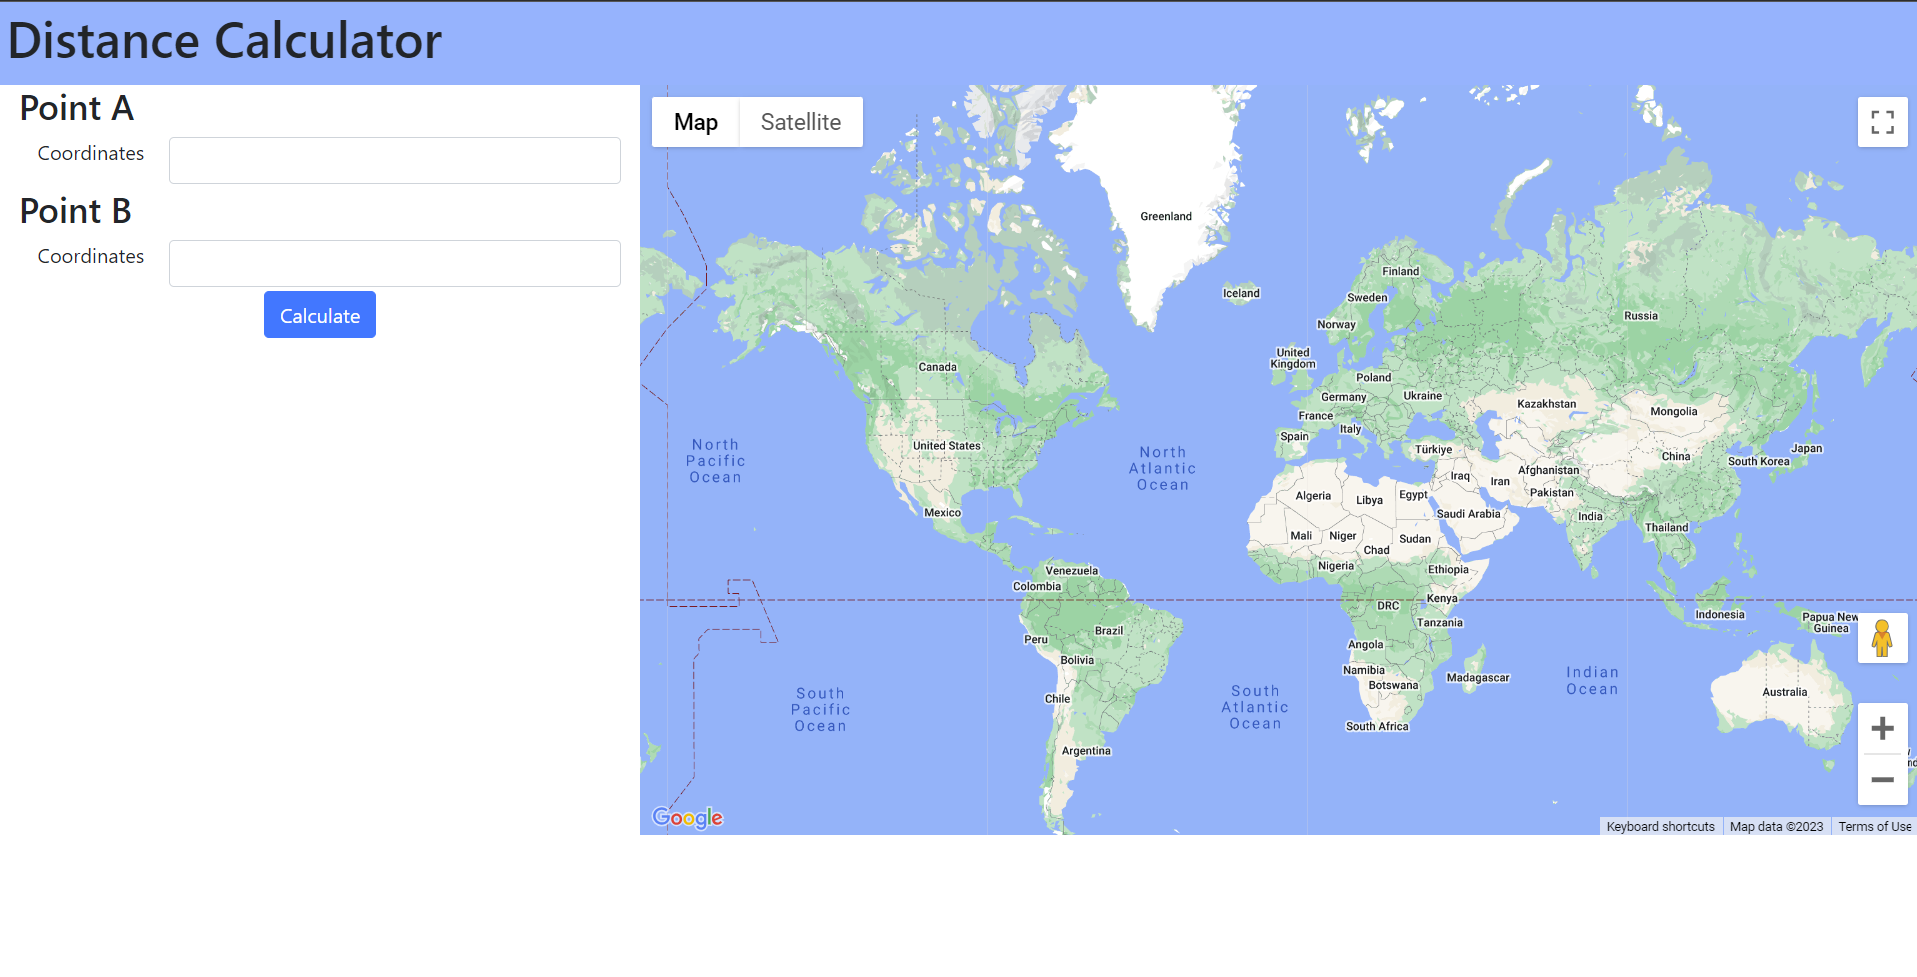 Distance Calculator
Point A
Coordinates
Point B
Coordinates
Calculate
Map
Satellite
Greenland
Iceland
Finland
Sweden
Norway
Russia
United
Kingdom
Canada
Poland
Germany
Ukraine
France
Kazakhstan
Mongolia
Italy
Spain
United States
Türkiye
Japan
China
South Korea
North
Pacific
Ocean
North
Atlantic
Ocean
Iraq
Iran
Afghanistan
Pakistan
Algeria
Libya
Egypt
Saudi Arabia
India
Mexico
Thailand
Mali
Niger
Sudan
Chad
Nigeria
Ethiopia
Venezuela
Colombia
Kenya
DRC
Tanzania
Indonesia
Papua New
Guinea
Brazil
Peru
Angola
Bolivia
Namibia
Botswana
Madagascar
Indian
Ocean
Australia
Chile
South
Pacific
Ocean
South
Atlantic
Ocean
South Africa
Argentina
Google
Keyboard shortcuts
Map data ©2023
Terms of Use